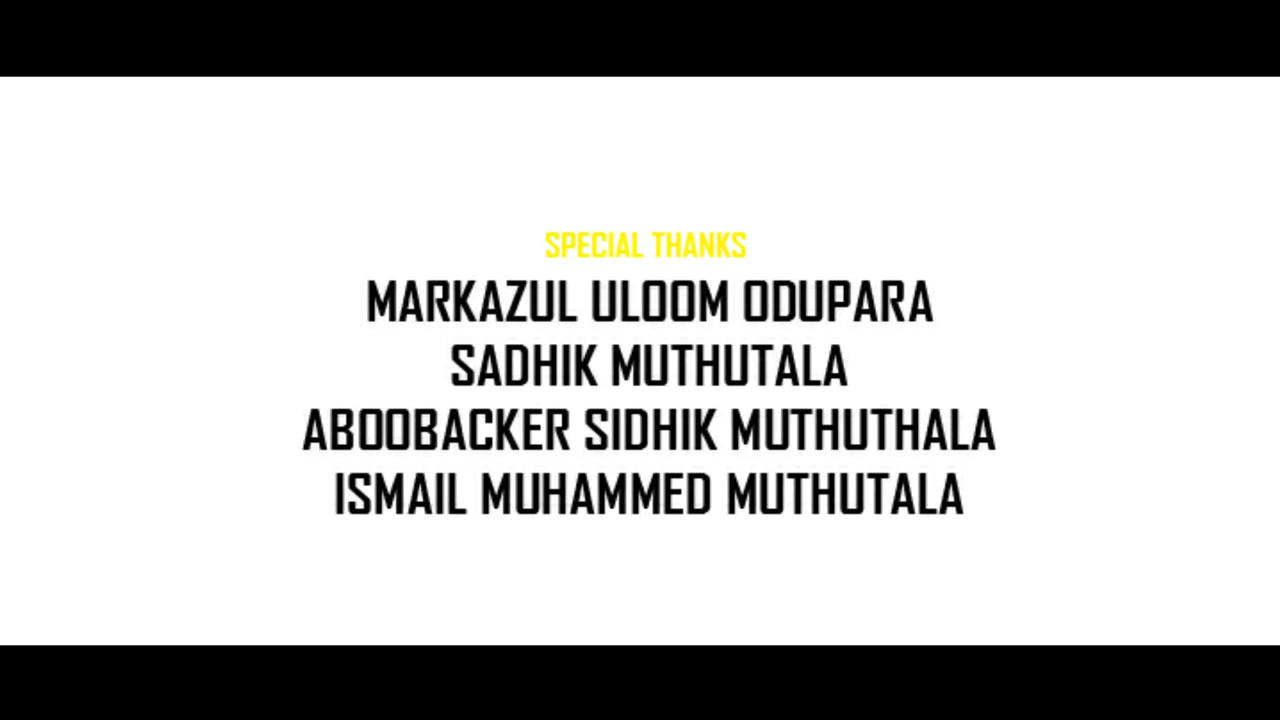 SPECIAL THANKS
MARKAZUL ULOOM ODUPARA
SADHIK MUTHUTALA
ABOOBACKER SIDHIK MUTHUTHALA
ISMAIL MUHAMMED MUTHUTALA